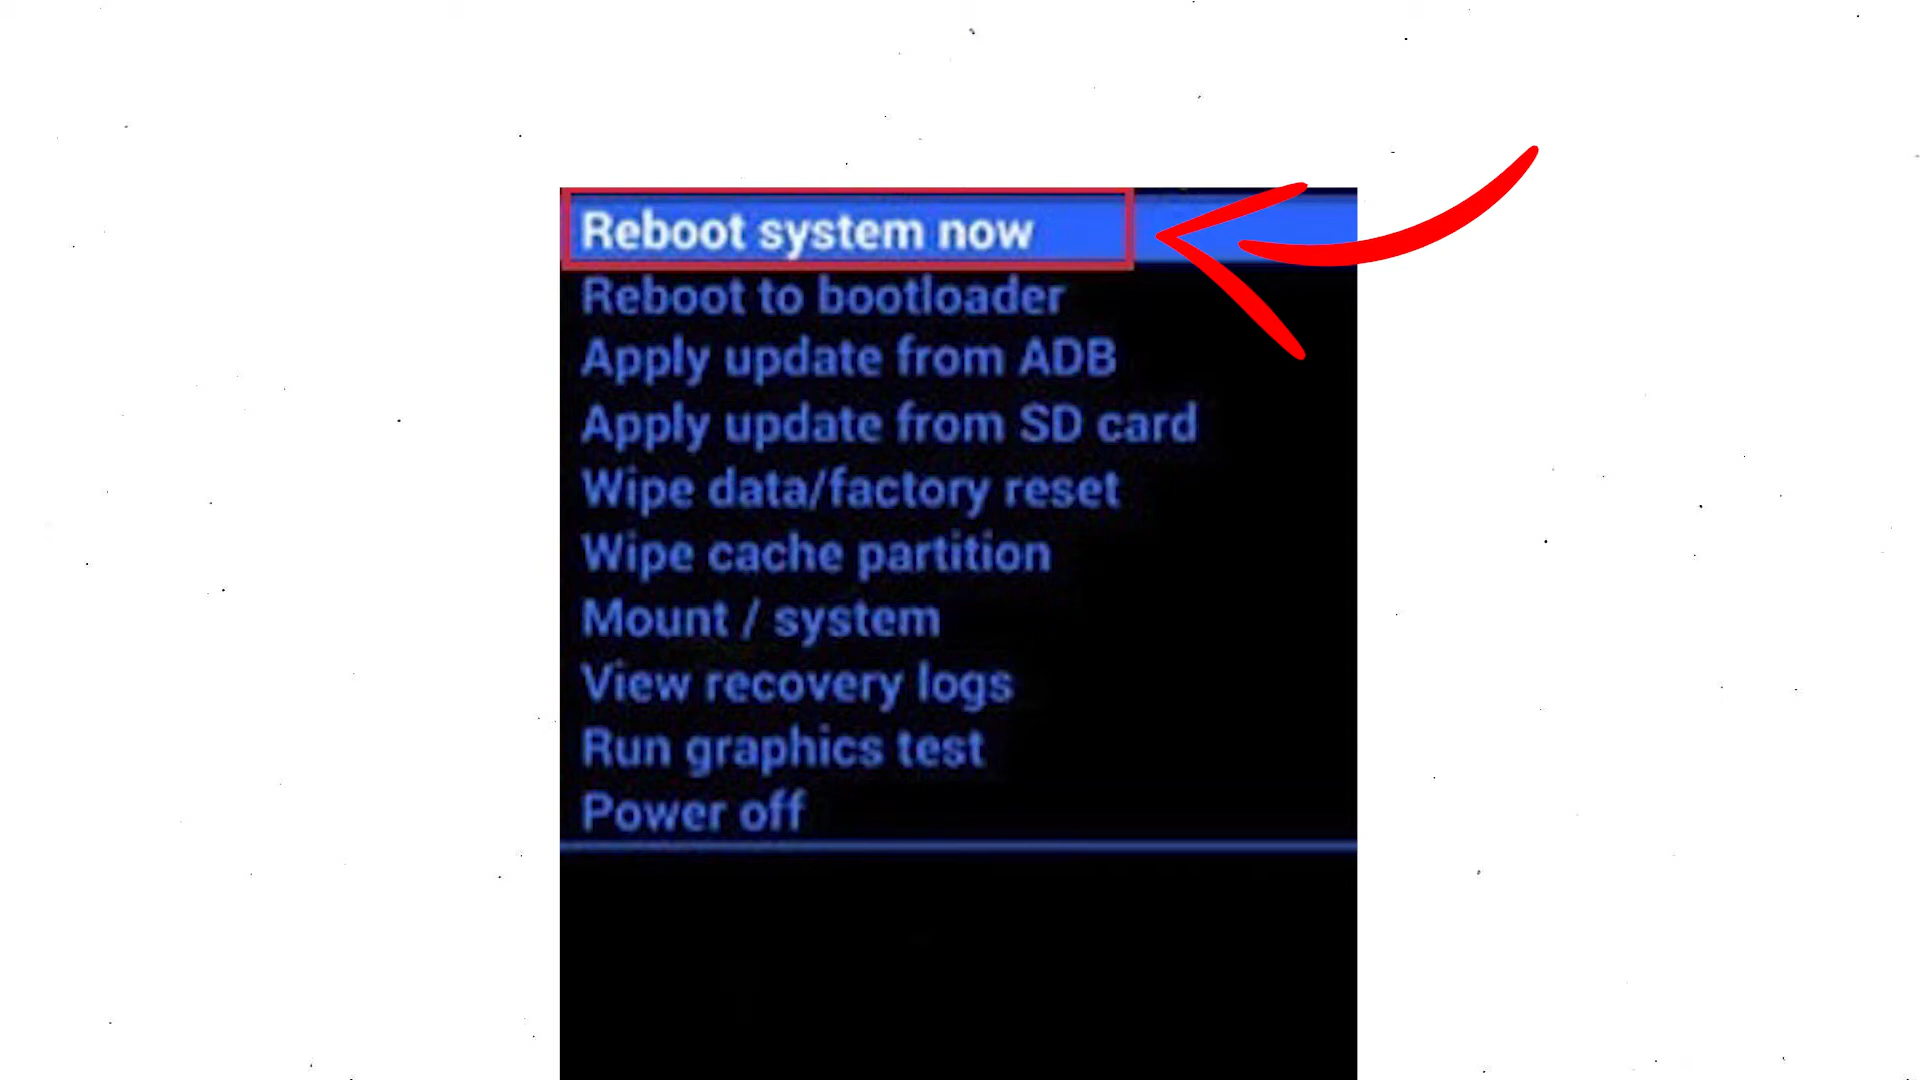 Reboot system now
Reboot to bootloader
Apply update from ADB
Apply update from SD card
Wipe data/factory reset
Wipe cache partition
Mount / system
View recovery logs
Run graphics test
Power off